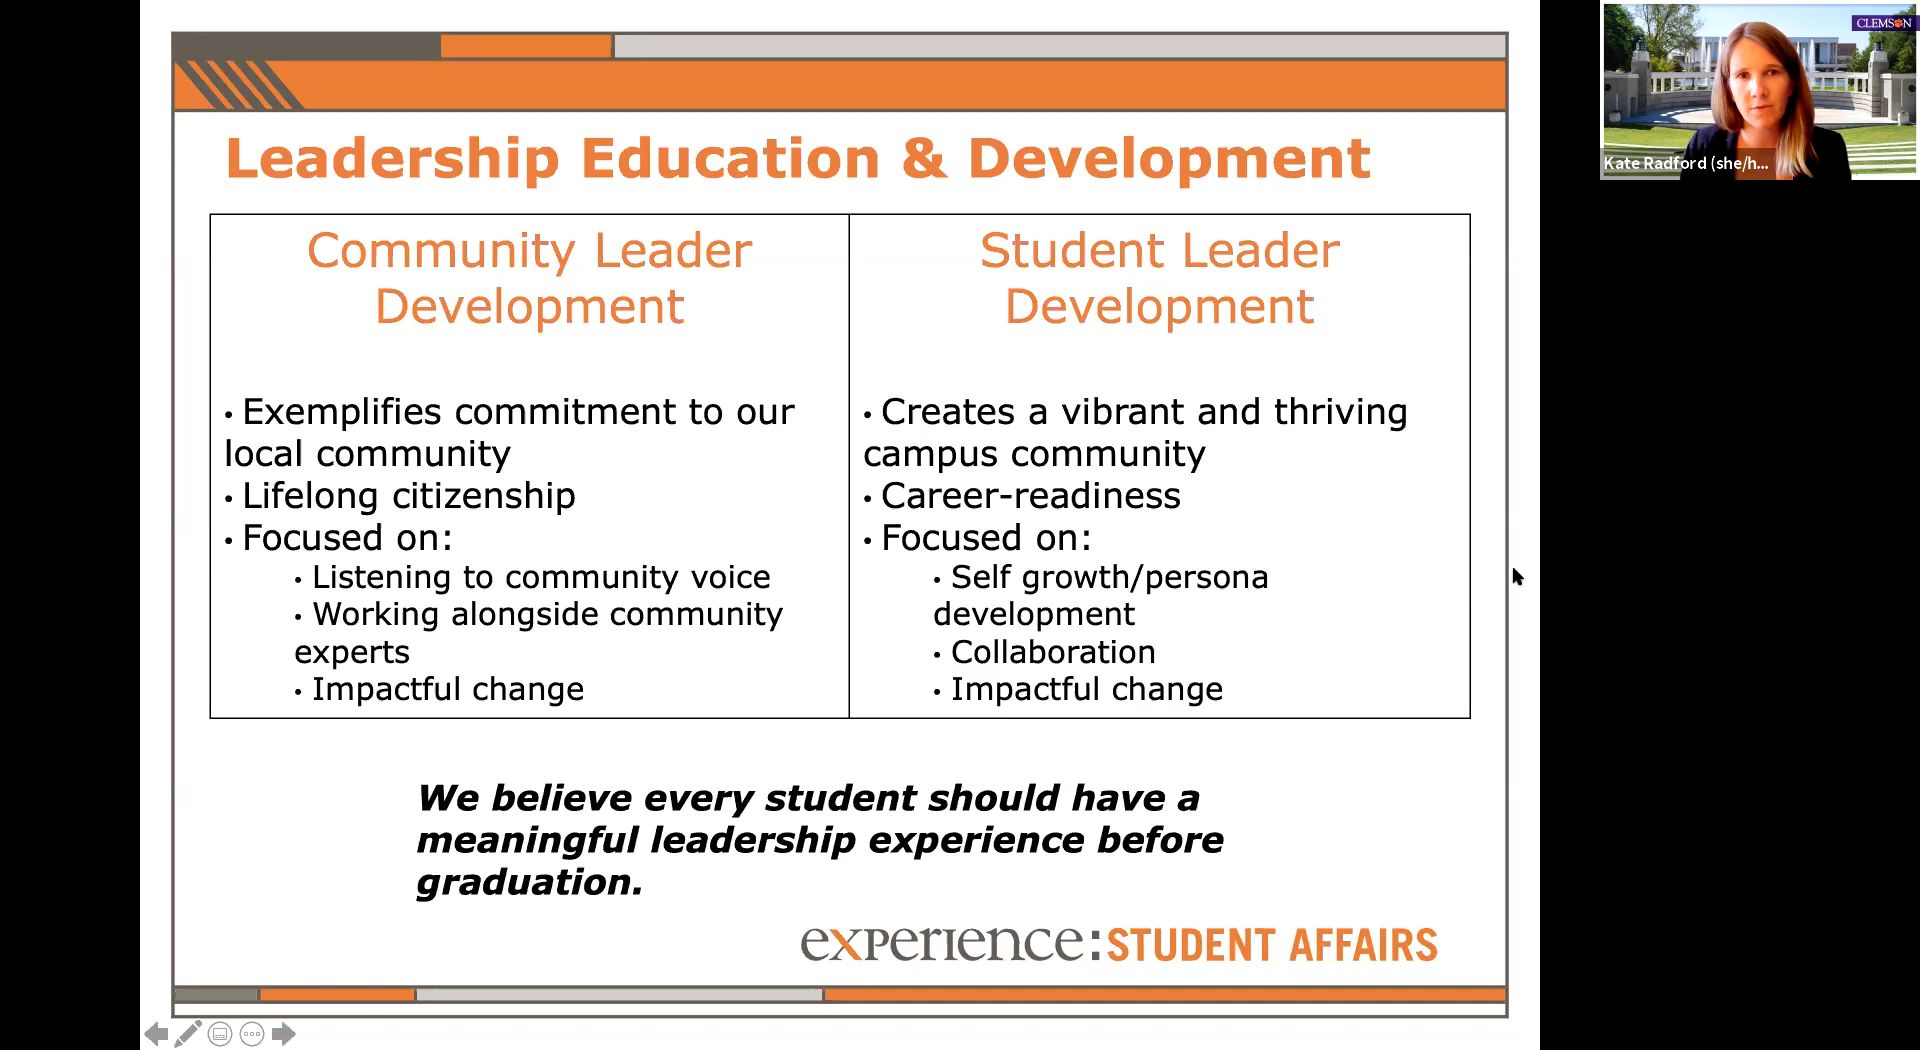 CLEMSON
Kate Radford (she/h...
Leadership Education & Development
Community Leader
Development
• Exemplifies commitment to our
local community
• Lifelong citizenship
• Focused on:
• Listening to community voice
• Working alongside community
experts
• Impactful change
Student Leader
Development
• Creates a vibrant and thriving
campus community
• Career-readiness
• Focused on:
• Self growth/persona
development
• Collaboration
• Impactful change
We believe every student should have a
meaningful leadership experience before
graduation.
experience:STUDENT AFFAIRS